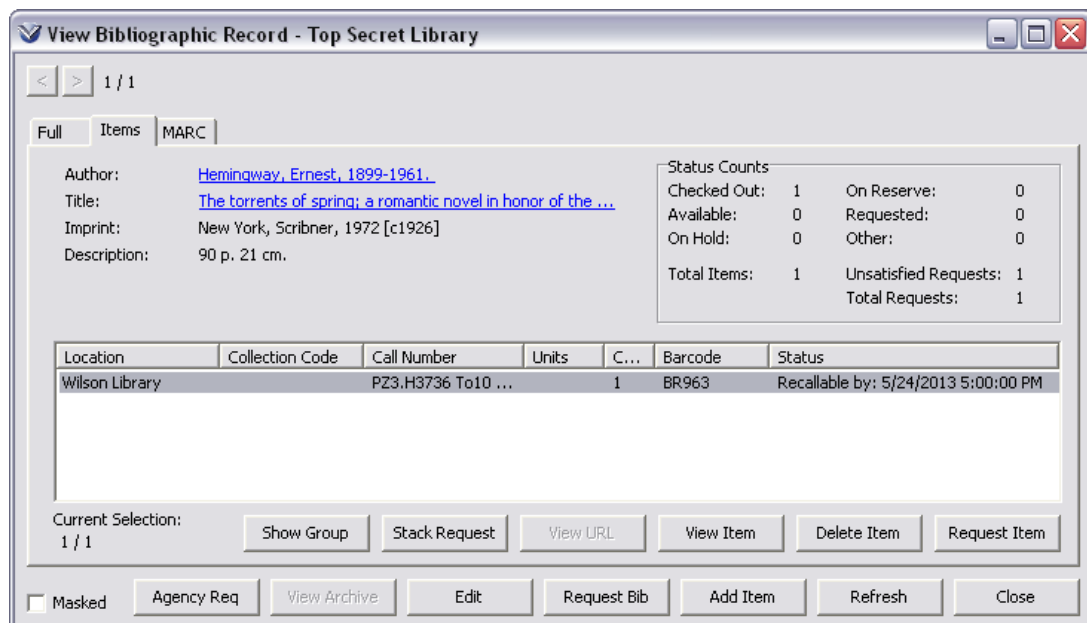 View Bibliographic Record - Top Secret Library
< > 1 / 1
Full Items MARC
Author: Hemingway, Ernest, 1899-1961.
Title: The torrents of spring; a romantic novel in honor of the ...
Imprint: New York, Scribner, 1972 [c1926]
Description: 90 p. 21 cm.
Status Counts
Checked Out: 1 On Reserve: 0
Available: 0 Requested: 0
On Hold: 0 Other: 0
Total Items: 1 Unsatisfied Requests: 1
Total Requests: 1
Location Collection Code Call Number Units C... Barcode Status
Wilson Library PZ3.H3736 To10 ... 1 BR963 Recallable by: 5/24/2013 5:00:00 PM
Current Selection:
1 / 1
Show Group Stack Request View URL View Item Delete Item Request Item
Masked Agency Req View Archive Edit Request Bib Add Item Refresh Close